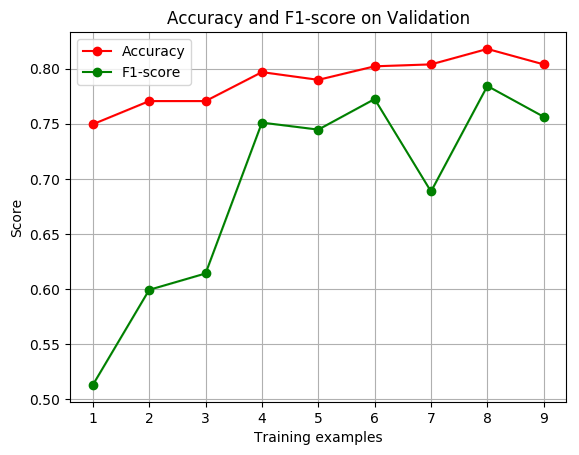 Accuracy and F1-score on Validation
Accuracy
F1-score
0.80
0.75
0.70
0.65
0.60
0.55
0.50
Score
1 2 3 4 5 6 7 8 9
Training examples